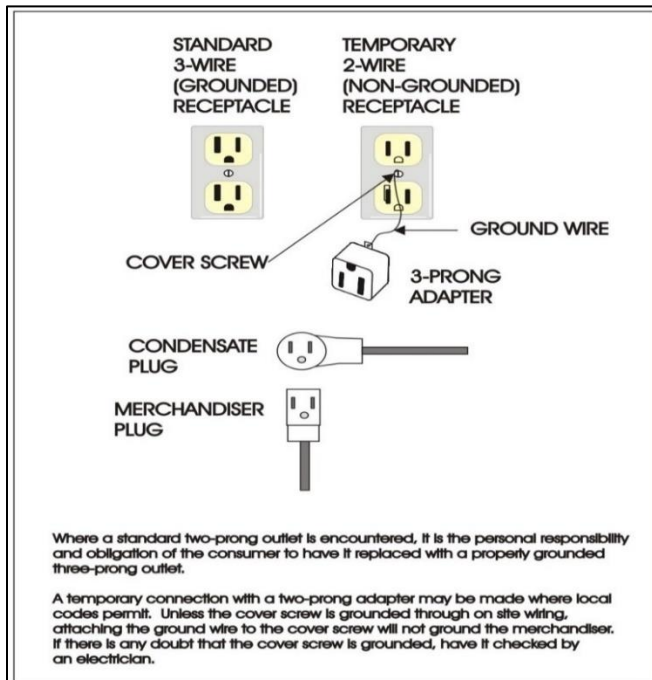 STANDARD
3-WIRE
(GROUNDED)
RECEPTACLE
TEMPORARY
2-WIRE
(NON-GROUNDED)
RECEPTACLE
GROUND WIRE
COVER SCREW
3-PRONG
ADAPTER
CONDENSATE
PLUG
MERCHANDISER
PLUG
Where a standard two-prong outlet is encountered, it is the personal responsibility
and obligation of the consumer to have it replaced with a properly grounded
three-prong outlet.
A temporary connection with a two-prong adapter may be made where local
codes permit. Unless the cover screw is grounded through on site wiring,
attaching the ground wire to the cover screw will not ground the merchandiser.
If there is any doubt that the cover screw is grounded, have it checked by
an electrician.